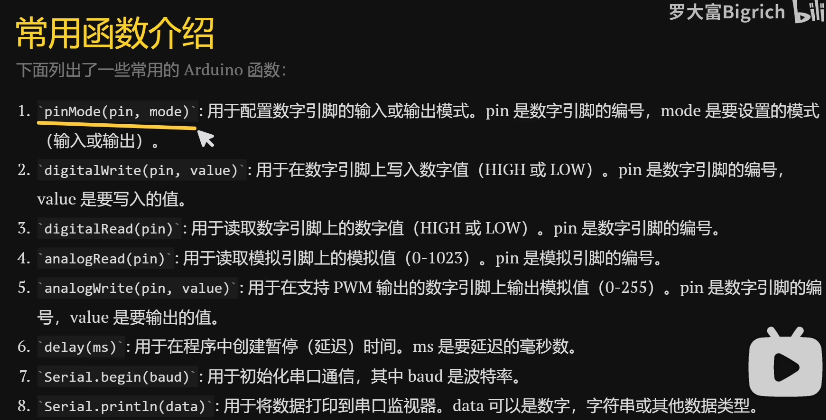 罗大富Bigrich bili
常用函数介绍
下面列出了一些常用的 Arduino 函数：
1. `pinMode(pin, mode)`: 用于配置数字引脚的输入或输出模式。pin 是数字引脚的编号，mode 是要设置的模式
（输入或输出）。
2. `digitalWrite(pin, value)`: 用于在数字引脚上写入数字值（HIGH 或 LOW）。pin 是数字引脚的编号，
value 是要写入的值。
3. `digitalRead(pin)`: 用于读取数字引脚上的数字值（HIGH 或 LOW）。pin 是数字引脚的编号。
4. `analogRead(pin)`: 用于读取模拟引脚上的模拟值（0-1023）。pin 是模拟引脚的编号。
5. `analogWrite(pin, value)`: 用于在支持 PWM 输出的数字引脚上输出模拟值（0-255）。pin 是数字引脚的编
号，value 是要输出的值。
6. `delay(ms)`: 用于在程序中创建暂停（延迟）时间。ms 是要延迟的毫秒数。
7. `Serial.begin(baud)`: 用于初始化串口通信，其中 baud 是波特率。
8. `Serial.println(data)`: 用于将数据打印到串口监视器。data 可以是数字，字符串或其他数据类型。